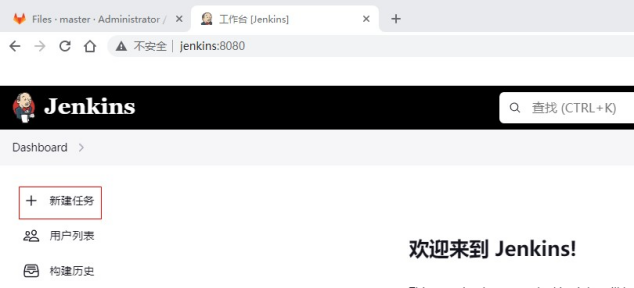 Files · master · Administrator /
工作台 [Jenkins]
不安全 jenkins:8080
Jenkins
查找 (CTRL+K)
Dashboard
新建任务
用户列表
欢迎来到 Jenkins!
构建历史